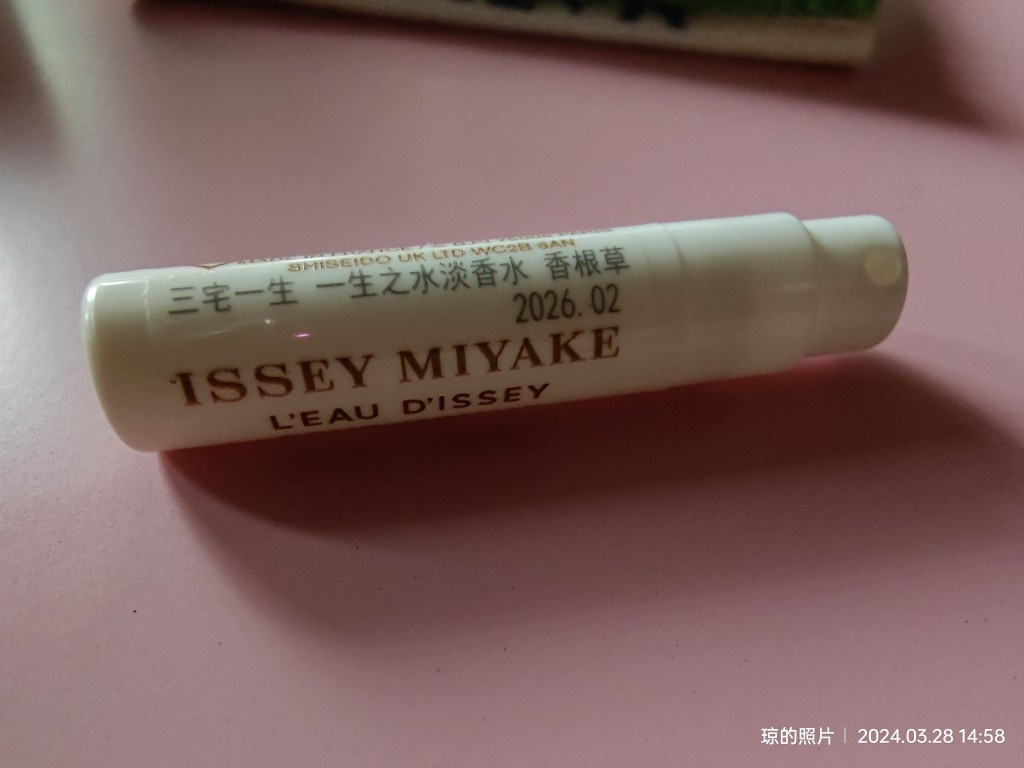 SHISEIDO UK LTD WC2B 6AN
三宅一生 一生之水淡香水 香根草
2026.02
ISSEY MIYAKE
L'EAU D'ISSEY
琼的照片 2024.03.28 14:58